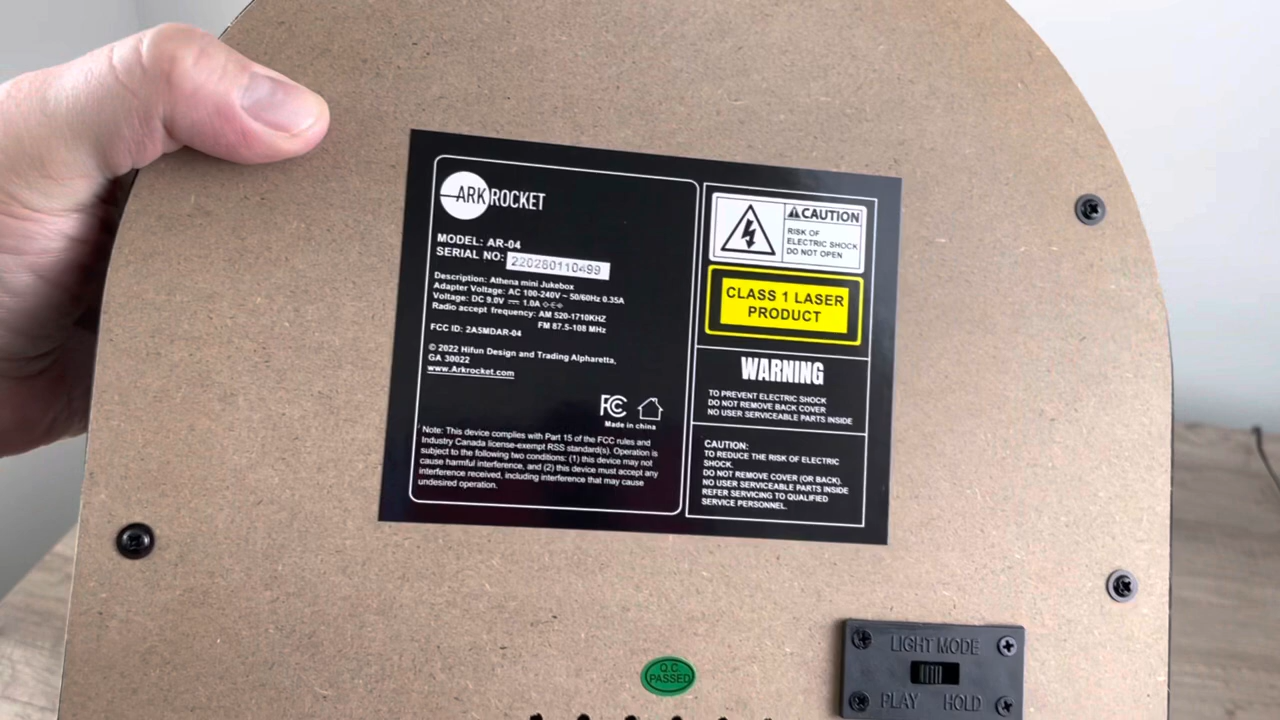 ARKROCKET
MODEL: AR-04
SERIAL NO: 220280110499
Description: Athena mini Jukebox
Adapter Voltage: AC 100-240V ~ 50/60Hz 0.35A
Voltage: DC 9.0V ⎓ 1.0A
Radio accept frequency: AM 520-1710KHZ
FM 87.5-108 MHz
FCC ID: 2A5MDAR-04
© 2022 Hifun Design and Trading Alpharetta,
GA 30022
www.Arkrocket.com
FC
Made in china
Note: This device complies with Part 15 of the FCC rules and
Industry Canada license-exempt RSS standard(s). Operation is
subject to the following two conditions: (1) this device may not
cause harmful interference, and (2) this device must accept any
interference received, including interference that may cause
undesired operation.
CAUTION
RISK OF
ELECTRIC SHOCK
DO NOT OPEN
CLASS 1 LASER
PRODUCT
WARNING
TO PREVENT ELECTRIC SHOCK
DO NOT REMOVE BACK COVER
NO USER SERVICEABLE PARTS INSIDE
CAUTION:
TO REDUCE THE RISK OF ELECTRIC
SHOCK.
DO NOT REMOVE COVER (OR BACK).
NO USER SERVICEABLE PARTS INSIDE
REFER SERVICING TO QUALIFIED
SERVICE PERSONNEL.
Q.C
PASSED
LIGHT MODE
PLAY HOLD